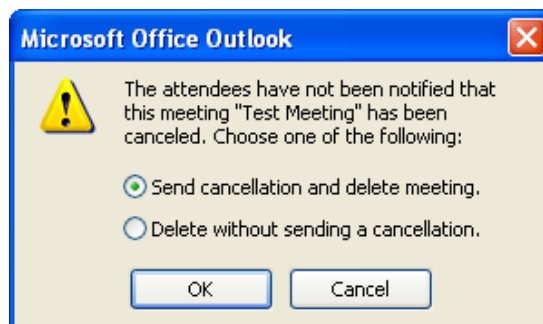 Microsoft Office Outlook
The attendees have not been notified that
this meeting "Test Meeting" has been
canceled. Choose one of the following:
Send cancellation and delete meeting.
Delete without sending a cancellation.
OK Cancel